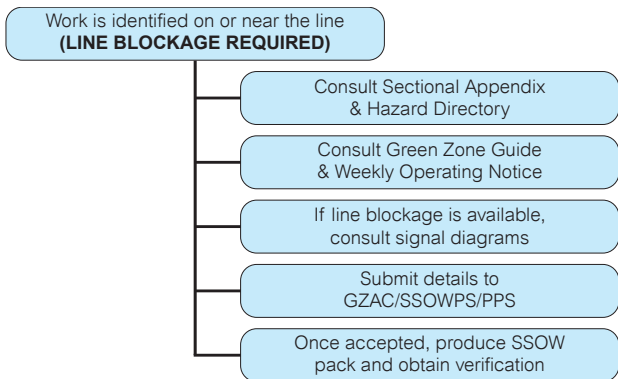 Work is identified on or near the line
(LINE BLOCKAGE REQUIRED)
Consult Sectional Appendix
& Hazard Directory
Consult Green Zone Guide
& Weekly Operating Notice
If line blockage is available,
consult signal diagrams
Submit details to
GZAC/SSOWPS/PPS
Once accepted, produce SSOW
pack and obtain verification